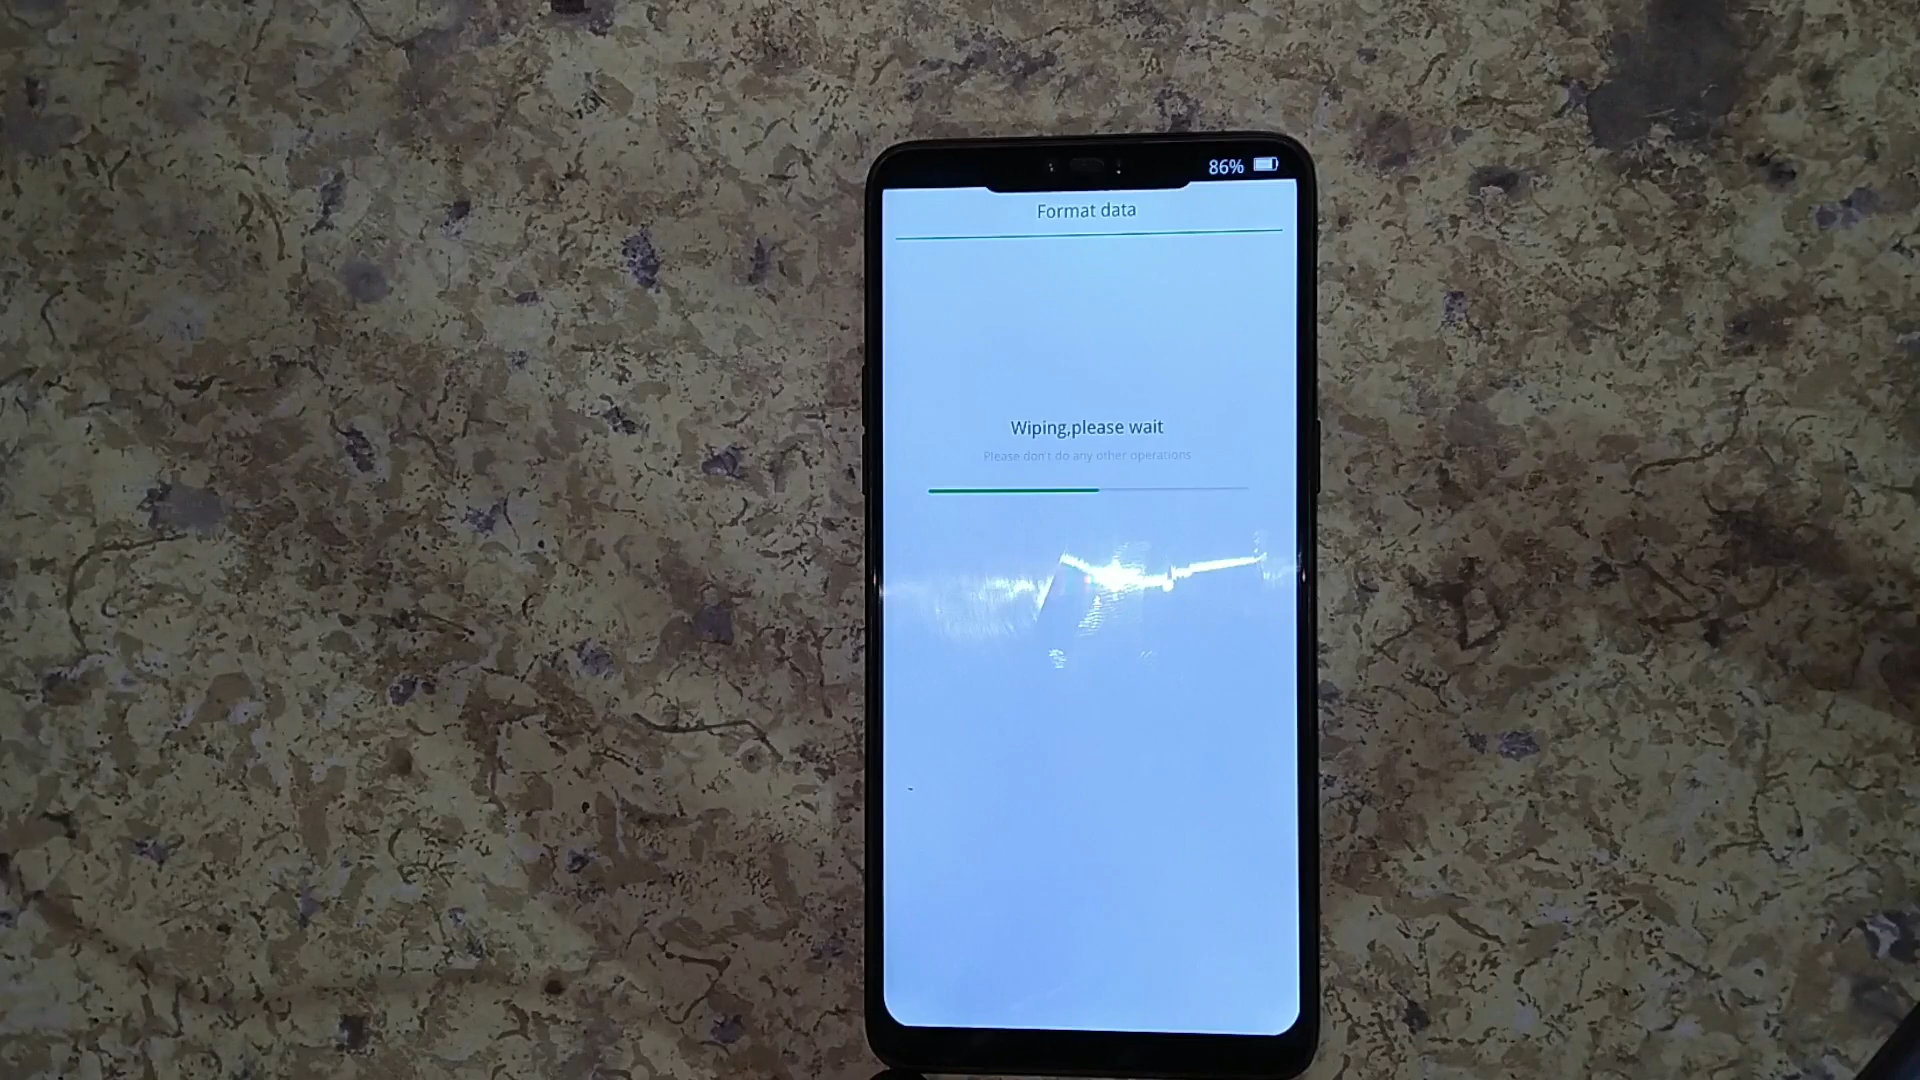 86%
Format data
Wiping,please wait
Please don't do any other operations